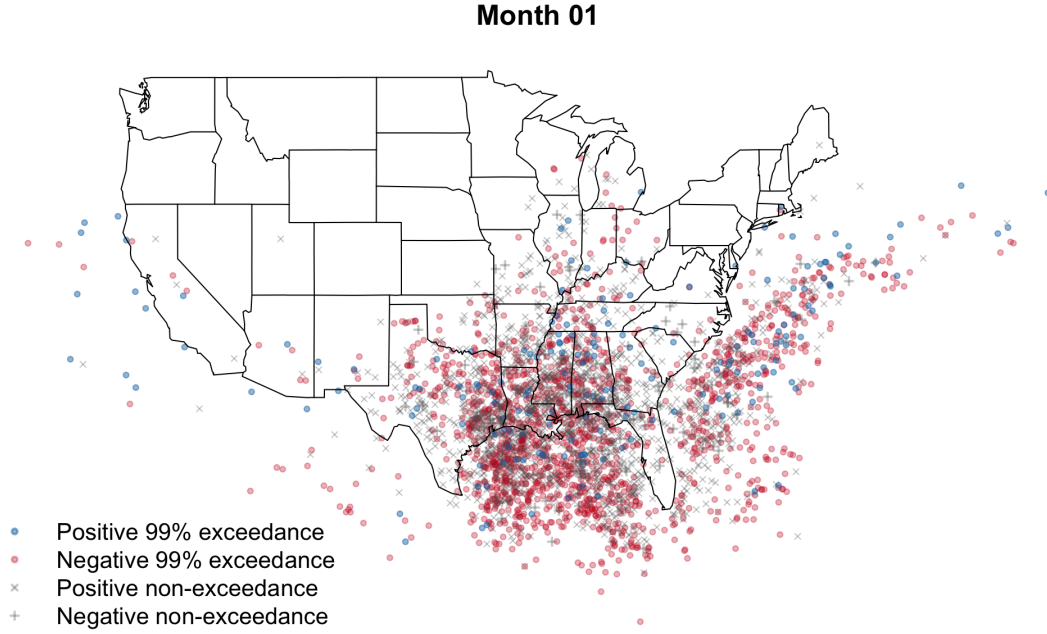 Month 01
Positive 99% exceedance
Negative 99% exceedance
Positive non-exceedance
Negative non-exceedance